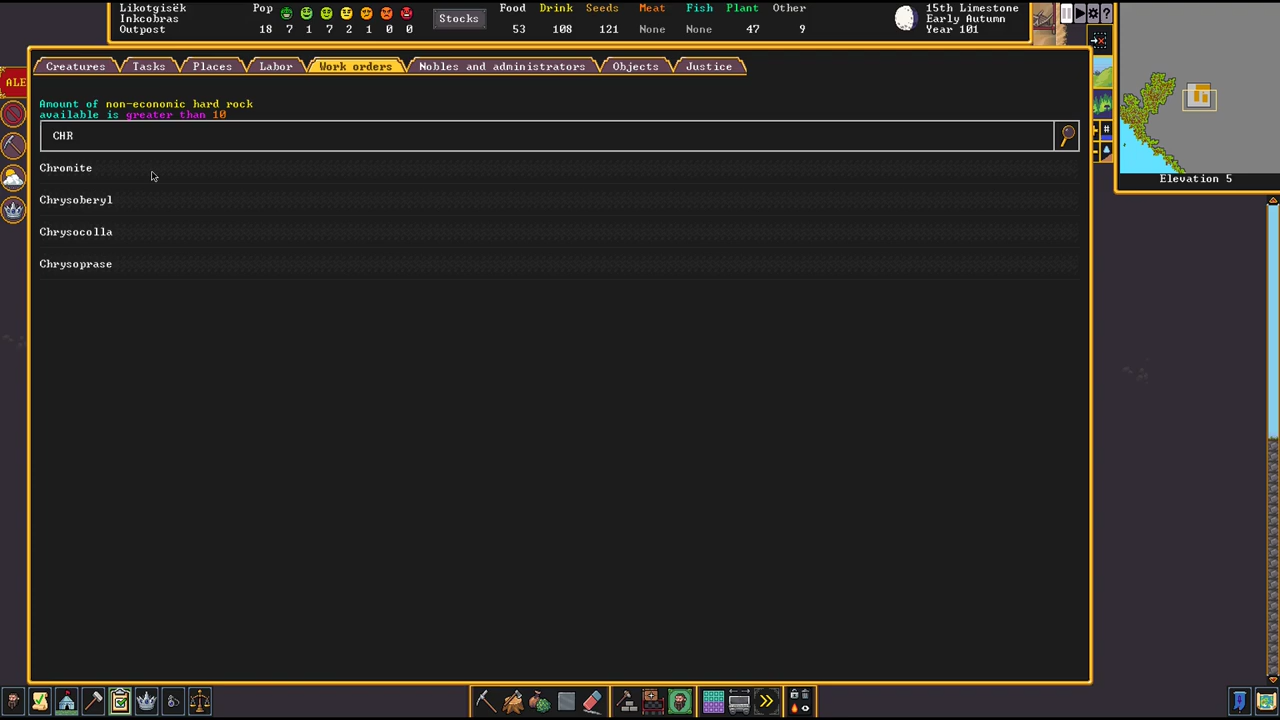 Likotgisëk
Inkcobras
Outpost
Pop
18 7 1 7 2 1 0 0
Stocks
Food Drink Seeds Meat Fish Plant Other
53 108 121 None None 47 9
15th Limestone
Early Autumn
Year 101
ALE
Creatures Tasks Places Labor Work orders Nobles and administrators Objects Justice
Amount of non-economic hard rock
available is greater than 10
CHR
Chromite
Chrysoberyl
Chrysocolla
Chrysoprase
Elevation 5